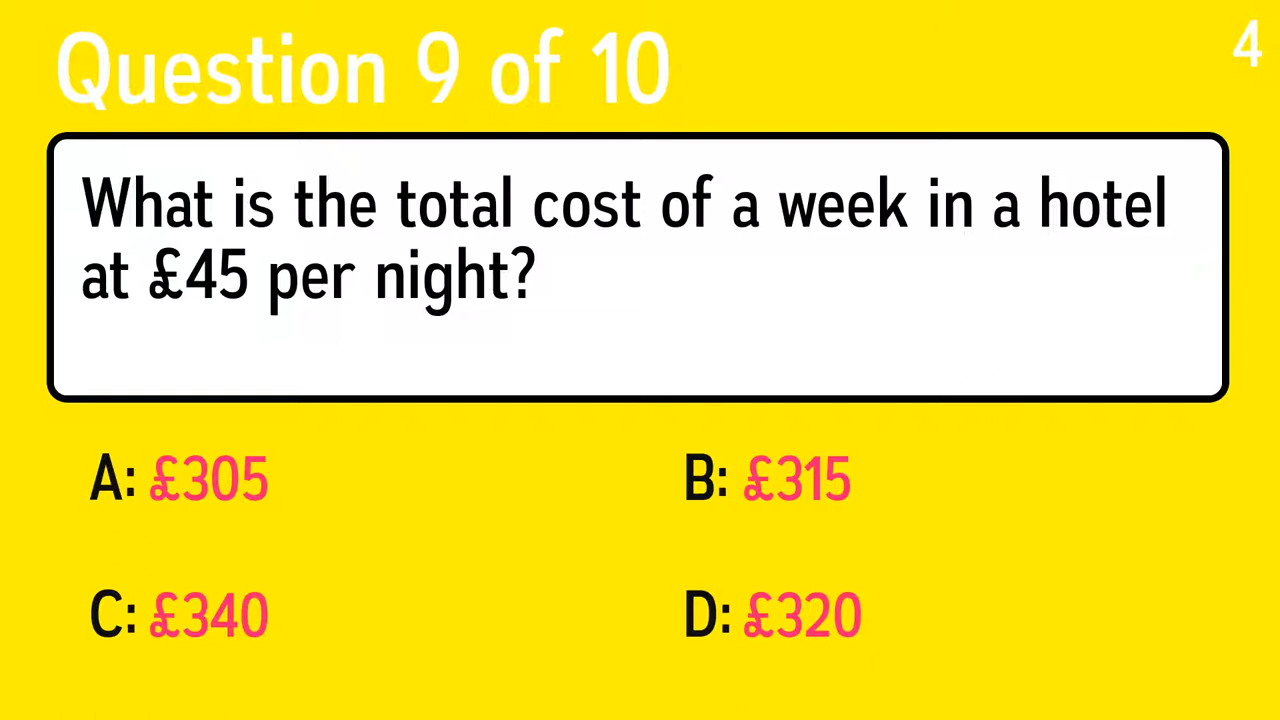 Question 9 of 10
4
What is the total cost of a week in a hotel
at £45 per night?
A: £305
B: £315
C: £340
D: £320